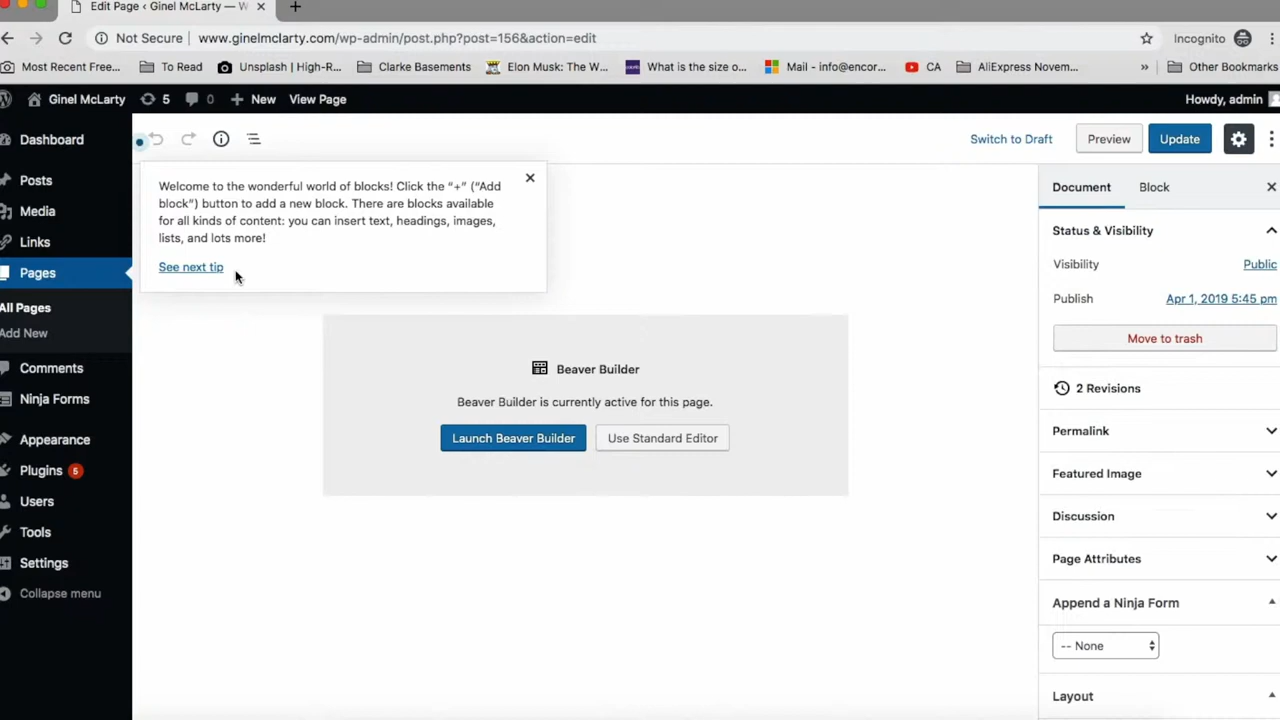 Edit Page ‹ Ginel McLarty — W
Not Secure
www.ginelmclarty.com/wp-admin/post.php?post=156&action=edit
Incognito
Most Recent Free...
To Read
Unsplash | High-R...
Clarke Basements
Elon Musk: The W...
What is the size o...
Mail - info@encor...
CA
AliExpress Novem...
»
Other Bookmarks
Ginel McLarty
5
0
New
View Page
Howdy, admin
Dashboard
Posts
Media
Links
Pages
All Pages
Add New
Comments
Ninja Forms
Appearance
Plugins 5
Users
Tools
Settings
Collapse menu
Switch to Draft
Preview
Update
Welcome to the wonderful world of blocks! Click the “+” (“Add
block”) button to add a new block. There are blocks available
for all kinds of content: you can insert text, headings, images,
lists, and lots more!
See next tip
Beaver Builder
Beaver Builder is currently active for this page.
Launch Beaver Builder
Use Standard Editor
Document
Block
Status & Visibility
Visibility
Public
Publish
Apr 1, 2019 5:45 pm
Move to trash
2 Revisions
Permalink
Featured Image
Discussion
Page Attributes
Append a Ninja Form
-- None
Layout